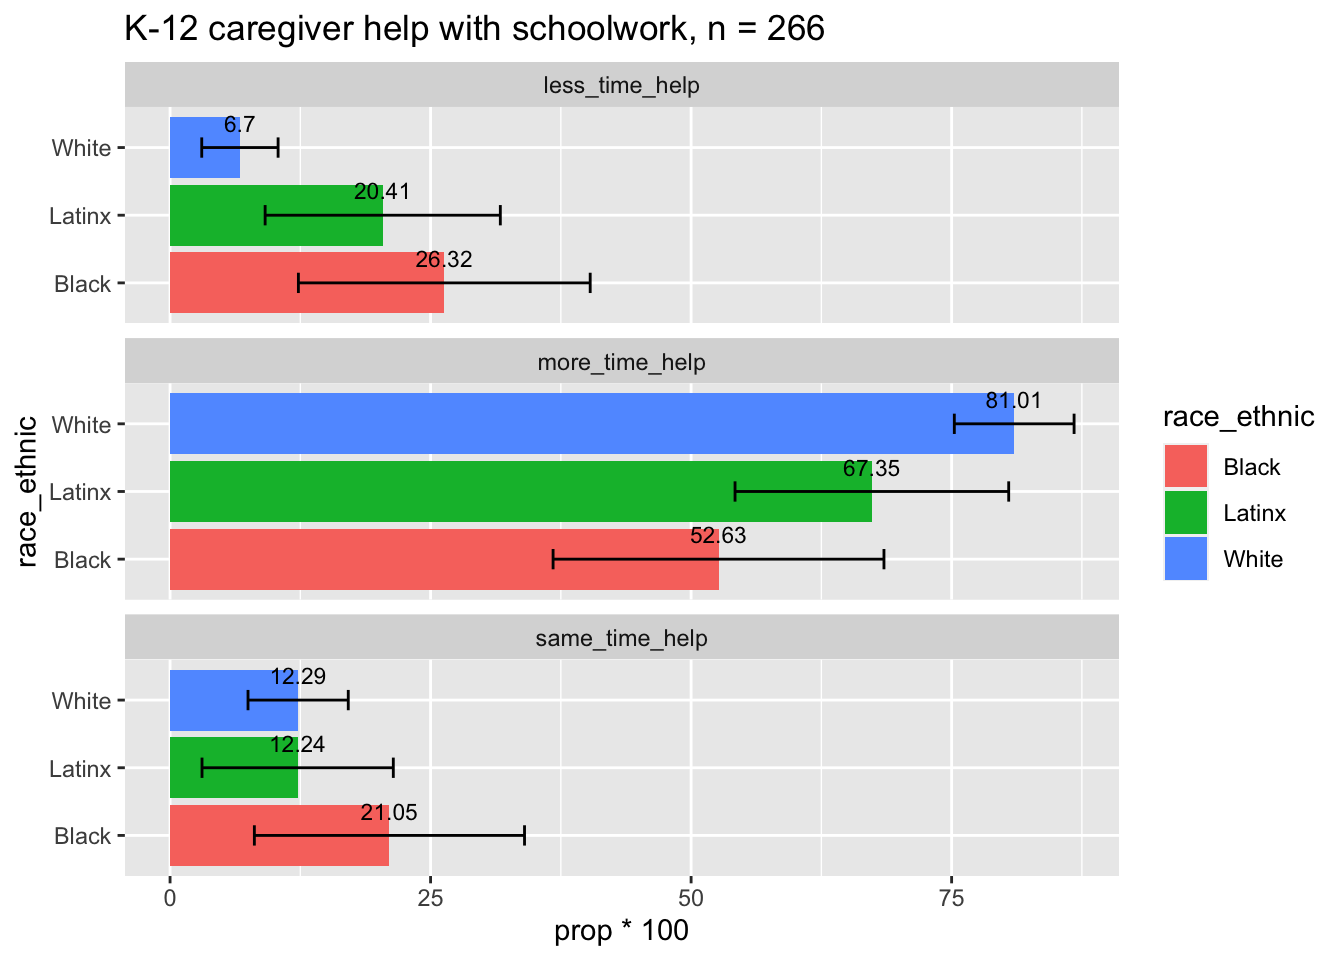 K-12 caregiver help with schoolwork, n = 266
less_time_help
White
6.7
Latinx
20.41
Black
26.32
more_time_help
White
81.01
Latinx
67.35
Black
52.63
same_time_help
White
12.29
Latinx
12.24
Black
21.05
0 25 50 75
prop * 100
race_ethnic
race_ethnic
Black
Latinx
White